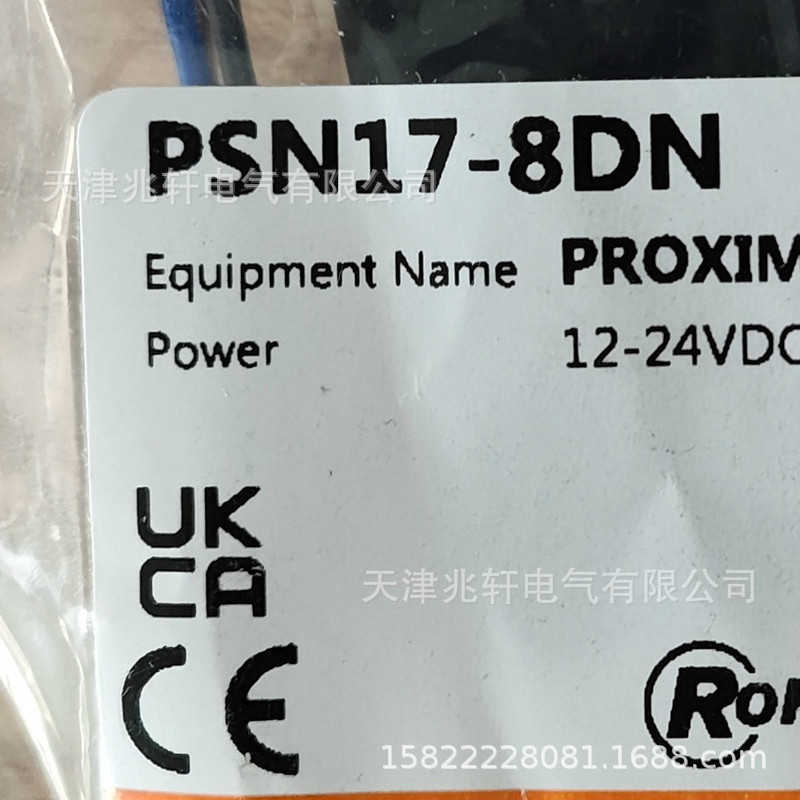 PSN17-8DN
天津兆轩电气有限公司
Equipment Name PROXIM
Power 12-24VDC
UK
CA
天津兆轩电气有限公司
CE
RoH
15822228081.1688.com